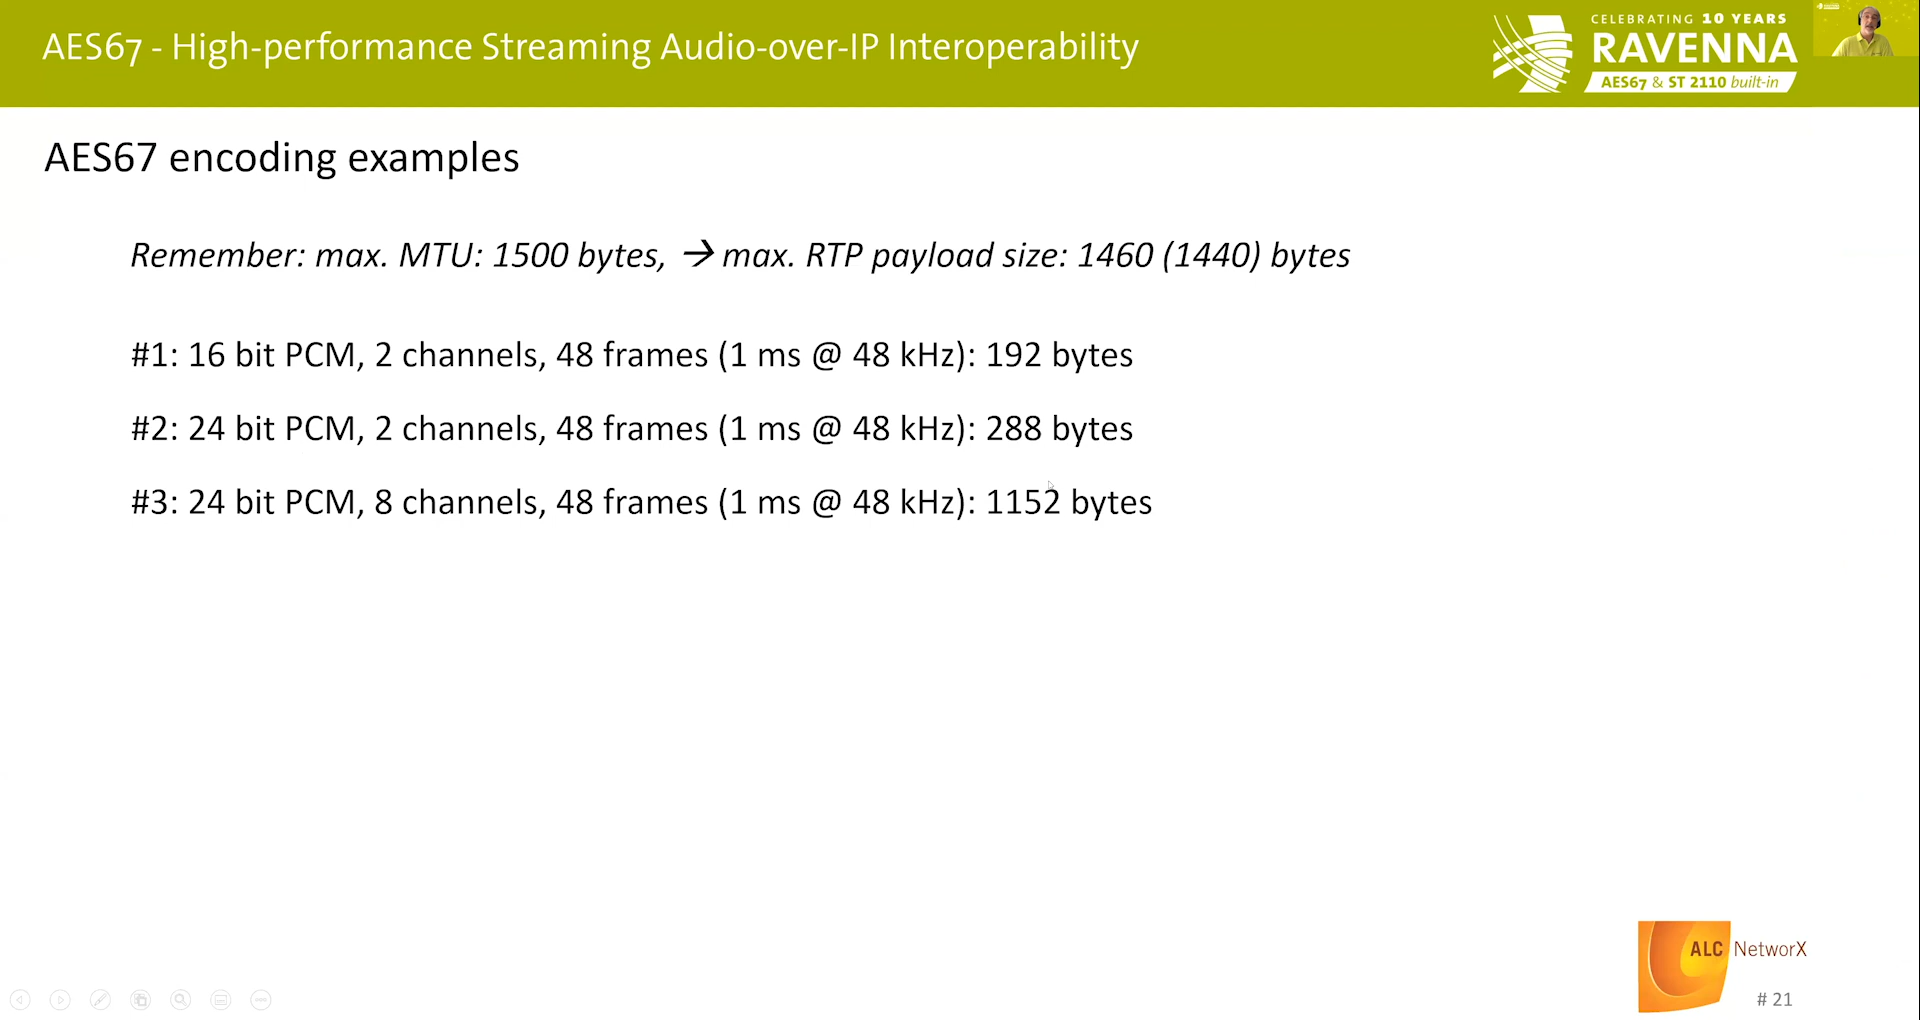 AES67 - High-performance Streaming Audio-over-IP Interoperability
CELEBRATING 10 YEARS
RAVENNA
AES67 & ST 2110 built-in
AES67 encoding examples
Remember: max. MTU: 1500 bytes, → max. RTP payload size: 1460 (1440) bytes
#1: 16 bit PCM, 2 channels, 48 frames (1 ms @ 48 kHz): 192 bytes
#2: 24 bit PCM, 2 channels, 48 frames (1 ms @ 48 kHz): 288 bytes
#3: 24 bit PCM, 8 channels, 48 frames (1 ms @ 48 kHz): 1152 bytes
ALC NetworX
# 21